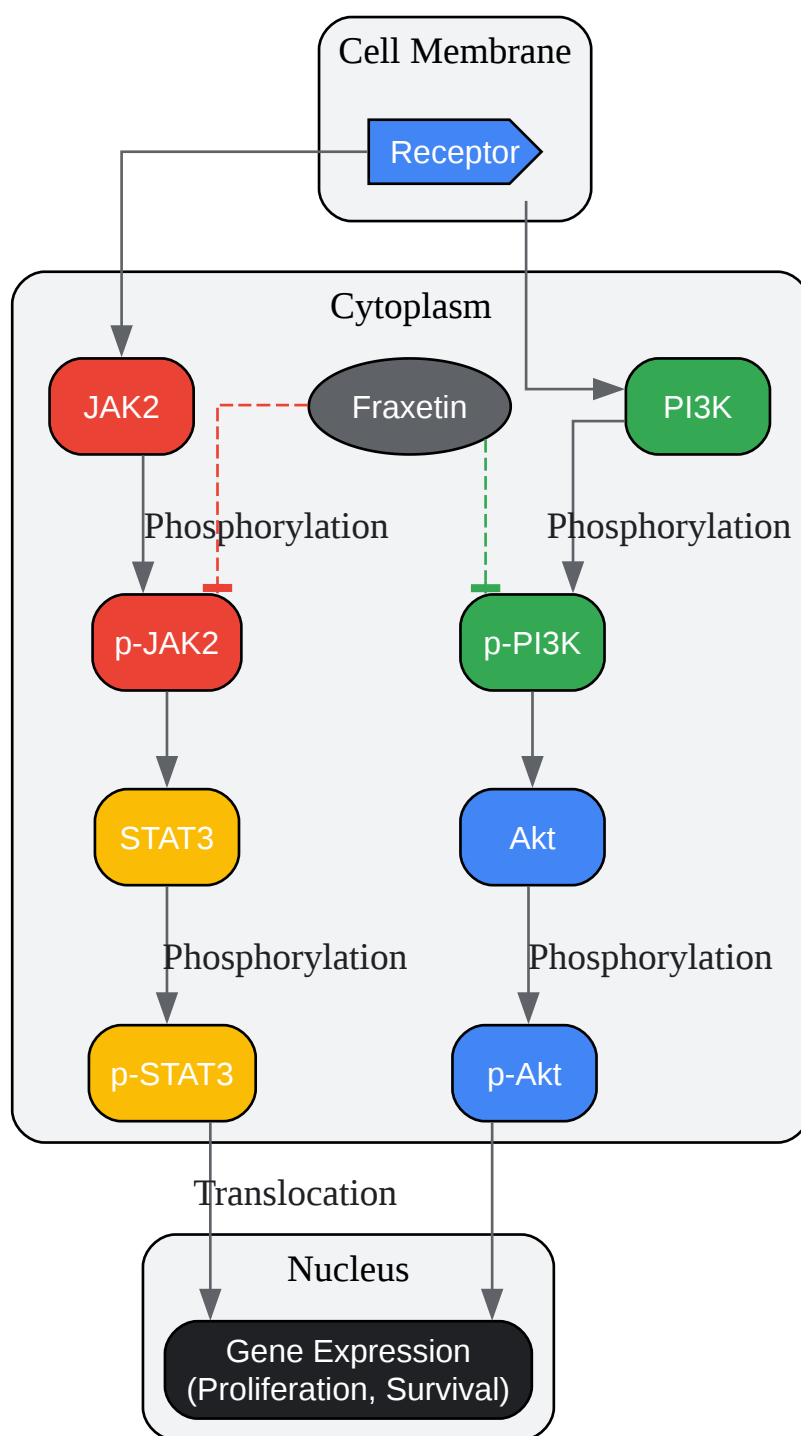 Cell Membrane
Receptor
Cytoplasm
JAK2
Fraxetin
PI3K
Phosphorylation
Phosphorylation
p-JAK2
p-PI3K
STAT3
Akt
Phosphorylation
Phosphorylation
p-STAT3
p-Akt
Translocation
Nucleus
Gene Expression
(Proliferation, Survival)